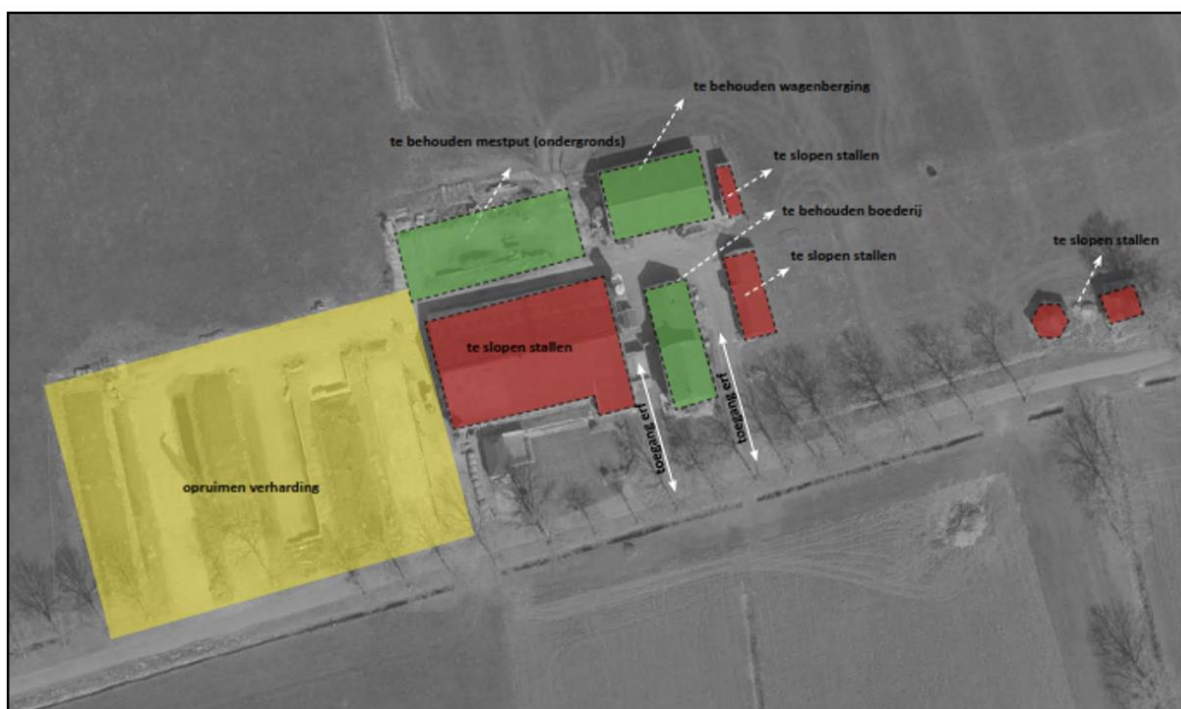 te behouden wagenberging
te behouden mestput (ondergronds)
te slopen stallen
te behouden boederij
te slopen stallen
te slopen stallen
te slopen stallen
toegang erf
toegang erf
opruimen verharding